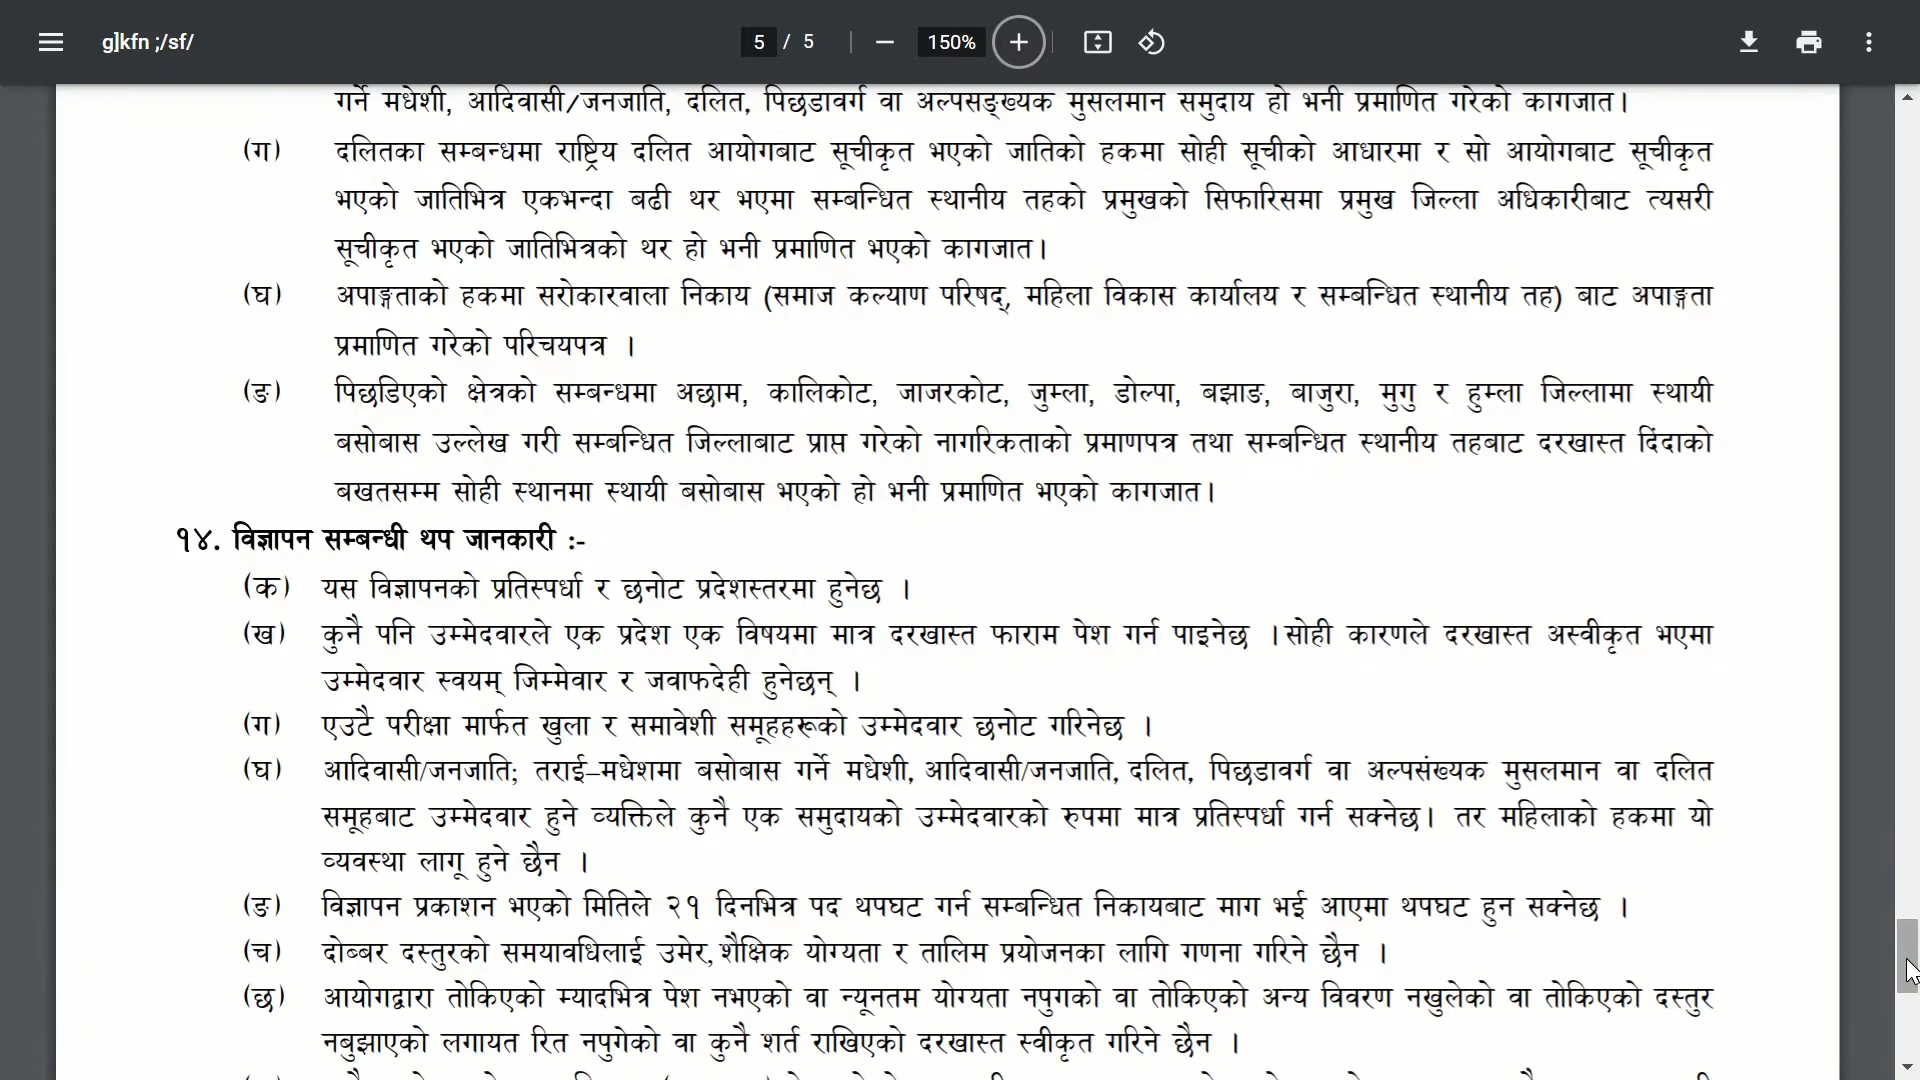 g]kfn ;/sf/
5 / 5
150%
गर्ने मधेशी, आदिवासी/जनजाति, दलित, पिछडावर्ग वा अल्पसङ्ख्यक मुसलमान समुदाय हो भनी प्रमाणित गरेको कागजात।
(ग) दलितका सम्बन्धमा राष्ट्रिय दलित आयोगबाट सूचीकृत भएको जातिको हकमा सोही सूचीको आधारमा र सो आयोगबाट सूचीकृत
भएको जातिभित्र एकभन्दा बढी थर भएमा सम्बन्धित स्थानीय तहको प्रमुखको सिफारिसमा प्रमुख जिल्ला अधिकारीबाट त्यसरी
सूचीकृत भएको जातिभित्रको थर हो भनी प्रमाणित भएको कागजात।
(घ) अपाङ्गताको हकमा सरोकारवाला निकाय (समाज कल्याण परिषद्, महिला विकास कार्यालय र सम्बन्धित स्थानीय तह) बाट अपाङ्गता
प्रमाणित गरेको परिचयपत्र ।
(ङ) पिछडिएको क्षेत्रको सम्बन्धमा अछाम, कालिकोट, जाजरकोट, जुम्ला, डोल्पा, बझाङ, बाजुरा, मुगु र हुम्ला जिल्लामा स्थायी
बसोबास उल्लेख गरी सम्बन्धित जिल्लाबाट प्राप्त गरेको नागरिकताको प्रमाणपत्र तथा सम्बन्धित स्थानीय तहबाट दरखास्त दिंदाको
बखतसम्म सोही स्थानमा स्थायी बसोबास भएको हो भनी प्रमाणित भएको कागजात।
१४. विज्ञापन सम्बन्धी थप जानकारी :-
(क) यस विज्ञापनको प्रतिस्पर्धा र छनोट प्रदेशस्तरमा हुनेछ ।
(ख) कुनै पनि उम्मेदवारले एक प्रदेश एक विषयमा मात्र दरखास्त फाराम पेश गर्न पाइनेछ ।सोही कारणले दरखास्त अस्वीकृत भएमा
उम्मेदवार स्वयम् जिम्मेवार र जवाफदेही हुनेछन् ।
(ग) एउटै परीक्षा मार्फत खुला र समावेशी समूहहरूको उम्मेदवार छनोट गरिनेछ ।
(घ) आदिवासी/जनजाति; तराई–मधेशमा बसोबास गर्ने मधेशी, आदिवासी/जनजाति, दलित, पिछडावर्ग वा अल्पसंख्यक मुसलमान वा दलित
समूहबाट उम्मेदवार हुने व्यक्तिले कुनै एक समुदायको उम्मेदवारको रुपमा मात्र प्रतिस्पर्धा गर्न सक्नेछ। तर महिलाको हकमा यो
व्यवस्था लागू हुने छैन ।
(ङ) विज्ञापन प्रकाशन भएको मितिले २१ दिनभित्र पद थपघट गर्न सम्बन्धित निकायबाट माग भई आएमा थपघट हुन सक्नेछ ।
(च) दोब्बर दस्तुरको समयावधिलाई उमेर, शैक्षिक योग्यता र तालिम प्रयोजनका लागि गणना गरिने छैन ।
(छ) आयोगद्वारा तोकिएको म्यादभित्र पेश नभएको वा न्यूनतम योग्यता नपुगको वा तोकिएको अन्य विवरण नखुलेको वा तोकिएको दस्तुर
नबुझाएको लगायत रित नपुगेको वा कुनै शर्त राखिएको दरखास्त स्वीकृत गरिने छैन ।